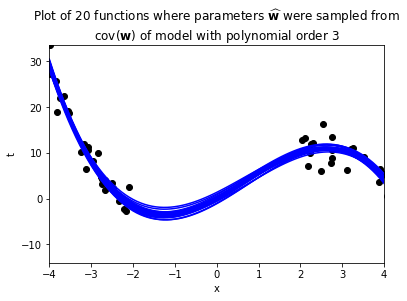 Plot of 20 functions where parameters ŵ were sampled from
cov(w) of model with polynomial order 3
30
20
t
10
0
−10
−4 −3 −2 −1 0 1 2 3 4
x